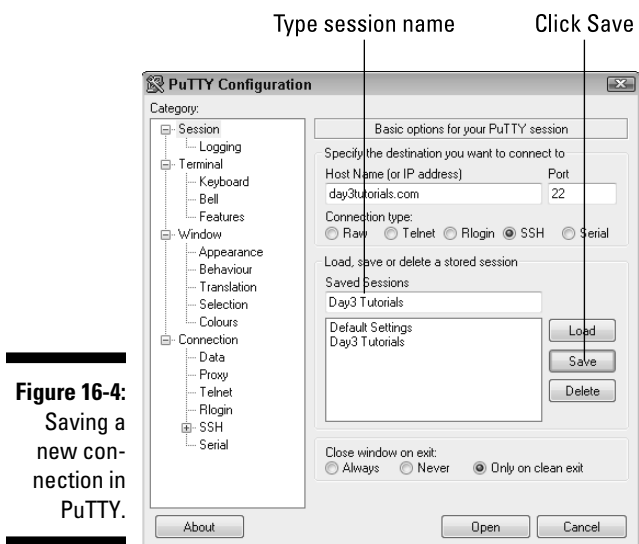 Type session name
Click Save
PuTTY Configuration
Category:
Session
Logging
Terminal
Keyboard
Bell
Features
Window
Appearance
Behaviour
Translation
Selection
Colours
Connection
Data
Proxy
Telnet
Rlogin
SSH
Serial
Basic options for your PuTTY session
Specify the destination you want to connect to
Host Name (or IP address) Port
day3tutorials.com 22
Connection type:
Raw Telnet Rlogin SSH Serial
Load, save or delete a stored session
Saved Sessions
Day3 Tutorials
Default Settings
Day3 Tutorials
Load
Save
Delete
Close window on exit:
Always Never Only on clean exit
About Open Cancel
Figure 16-4:
Saving a
new con-
nection in
PuTTY.